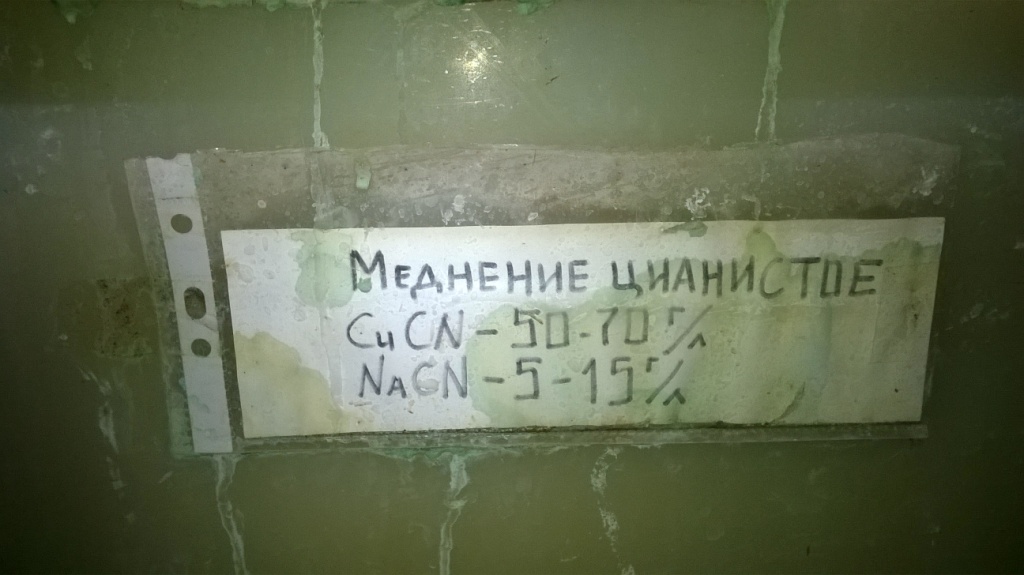 Меднение цианистое
CuCN - 50-70 г/л
NaCN - 5-15 г/л